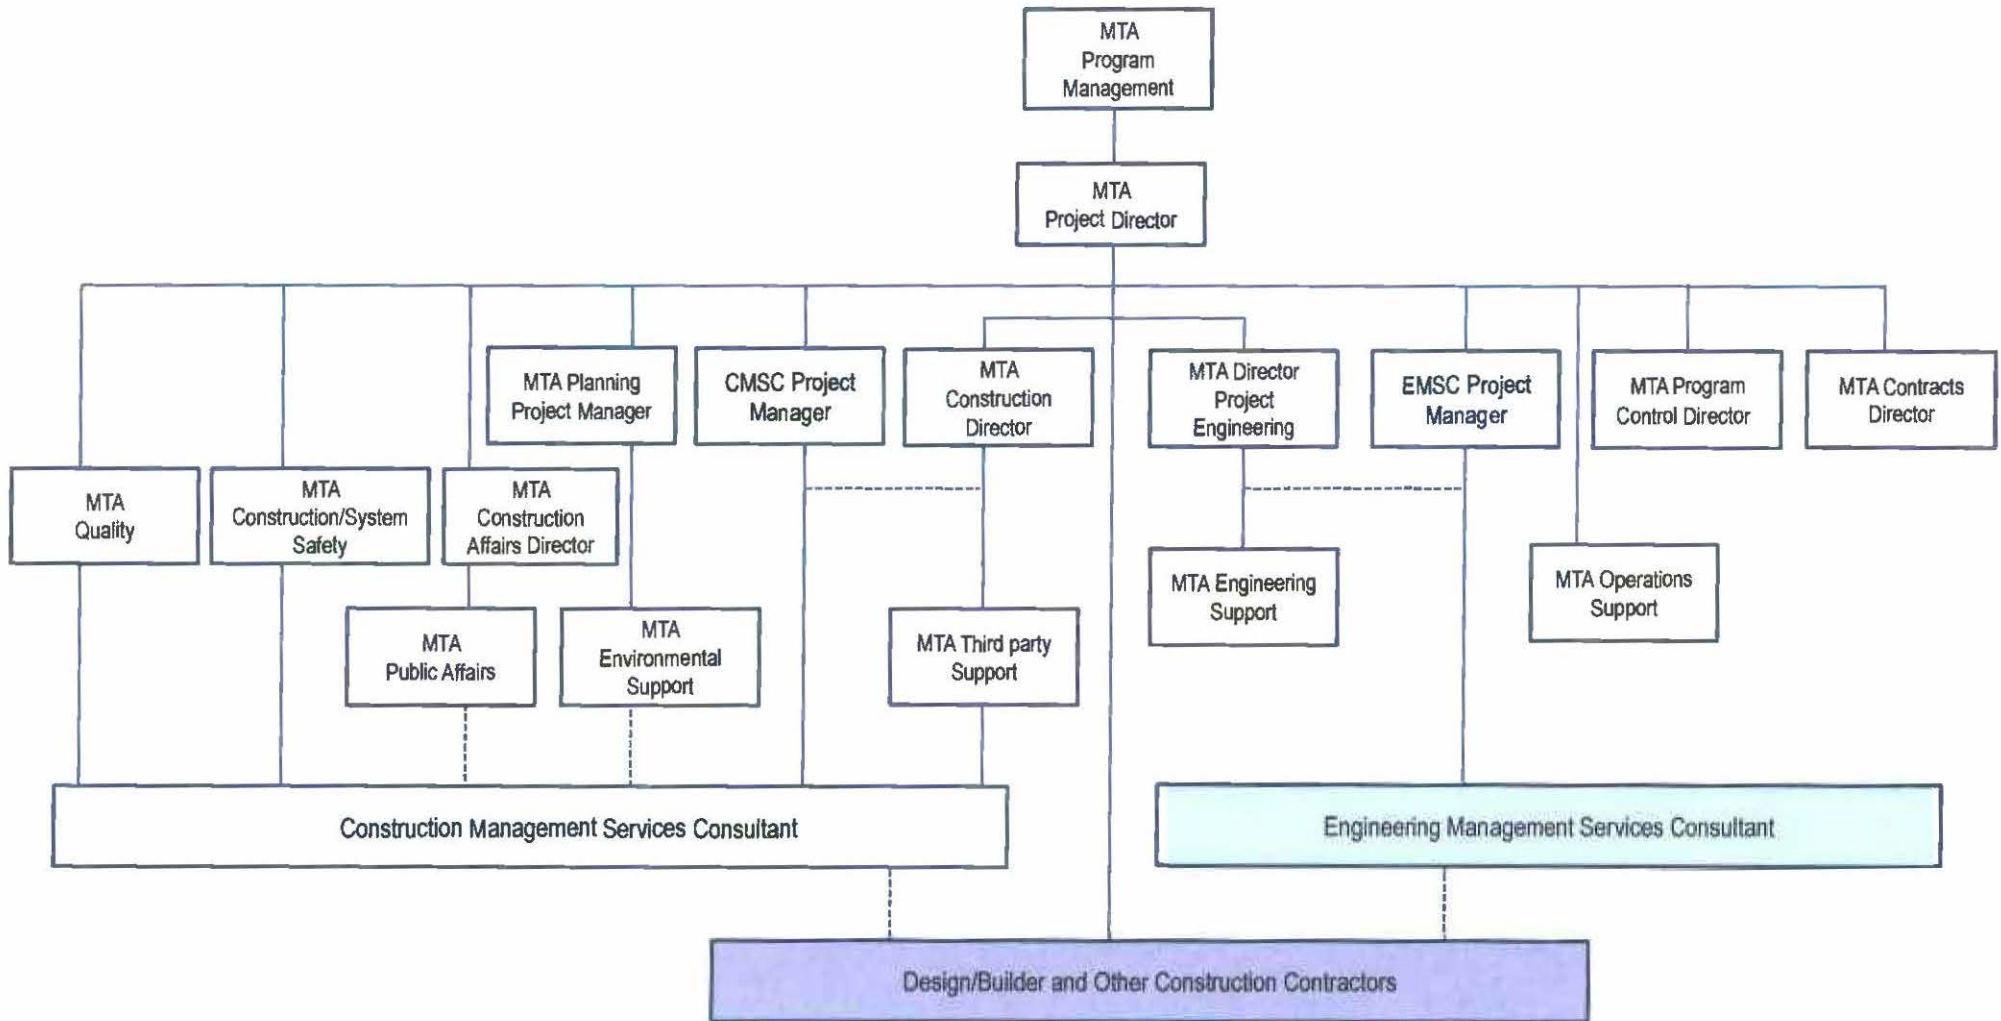 MTA
Program
Management
MTA
Project Director
MTA Planning
Project Manager
CMSC Project
Manager
MTA
Construction
Director
MTA Director
Project
Engineering
EMSC Project
Manager
MTA Program
Control Director
MTA Contracts
Director
MTA
Quality
MTA
Construction/System
Safety
MTA
Construction
Affairs Director
MTA Engineering
Support
MTA Operations
Support
MTA
Public Affairs
MTA
Environmental
Support
MTA Third party
Support
Construction Management Services Consultant
Engineering Management Services Consultant
Design/Builder and Other Construction Contractors